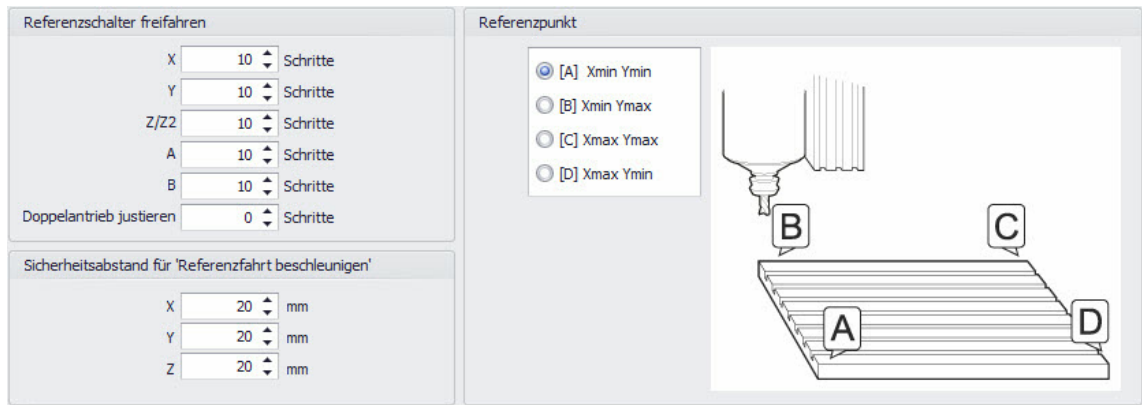 Referenzschalter freifahren
X 10 Schritte
Y 10 Schritte
Z/Z2 10 Schritte
A 10 Schritte
B 10 Schritte
Doppelantrieb justieren 0 Schritte
Sicherheitsabstand für 'Referenzfahrt beschleunigen'
X 20 mm
Y 20 mm
Z 20 mm
Referenzpunkt
[A] Xmin Ymin
[B] Xmin Ymax
[C] Xmax Ymax
[D] Xmax Ymin
B C
A D